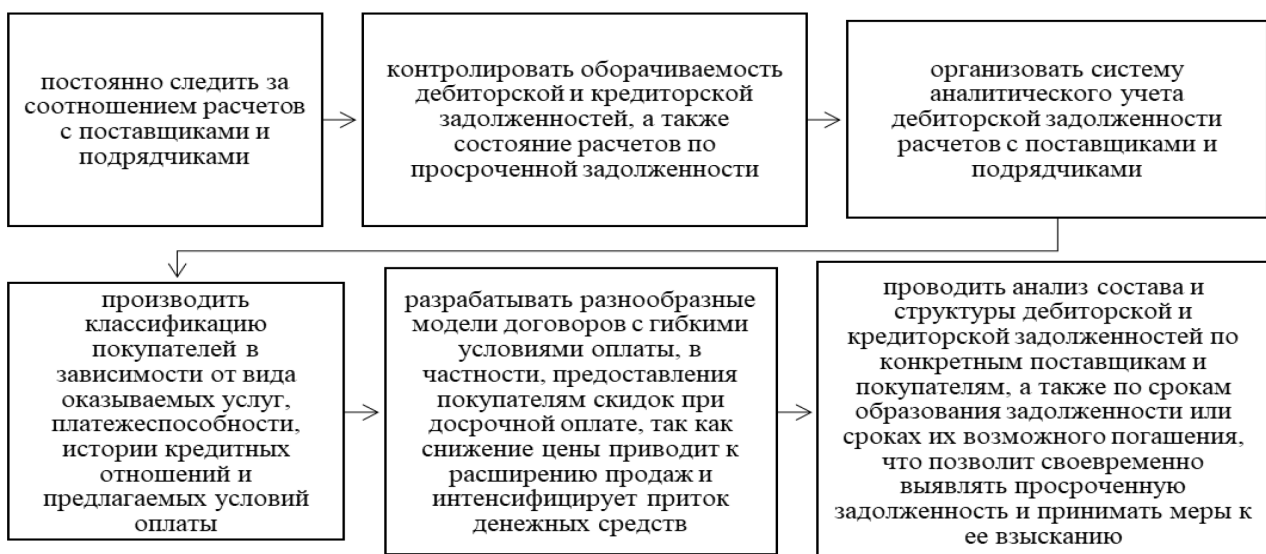 постоянно следить за
соотношением расчетов
с поставщиками и
подрядчиками
контролировать оборачиваемость
дебиторской и кредиторской
задолженностей, а также
состояние расчетов по
просроченной задолженности
организовать систему
аналитического учета
дебиторской задолженности
расчетов с поставщиками и
подрядчиками
производить
классификацию
покупателей в
зависимости от вида
оказываемых услуг,
платежеспособности,
истории кредитных
отношений и
предлагаемых условий
оплаты
разрабатывать разнообразные
модели договоров с гибкими
условиями оплаты, в
частности, предоставления
покупателям скидок при
досрочной оплате, так как
снижение цены приводит к
расширению продаж и
интенсифицирует приток
денежных средств
проводить анализ состава и
структуры дебиторской и
кредиторской задолженностей по
конкретным поставщикам и
покупателям, а также по срокам
образования задолженности или
сроках их возможного погашения,
что позволит своевременно
выявлять просроченную
задолженность и принимать меры к
ее взысканию